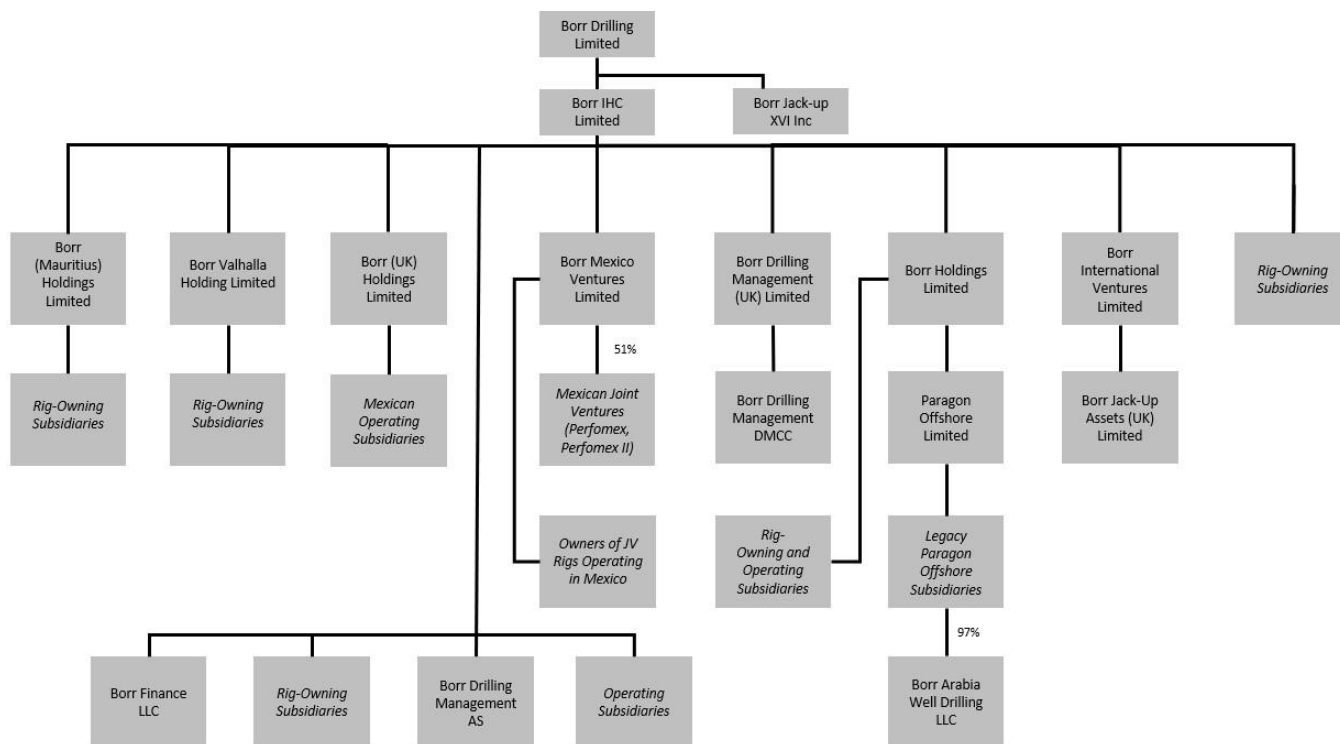 Borr Drilling
Limited
Borr IHC
Limited
Borr Jack-up
XVI Inc
Borr
(Mauritius)
Holdings
Limited
Borr Valhalla
Holding Limited
Borr (UK)
Holdings
Limited
Borr Mexico
Ventures
Limited
Borr Drilling
Management
(UK) Limited
Borr Holdings
Limited
Borr
International
Ventures
Limited
Rig-Owning
Subsidiaries
51%
Rig-Owning
Subsidiaries
Rig-Owning
Subsidiaries
Mexican
Operating
Subsidiaries
Mexican Joint
Ventures
(Perfomex,
Perfomex II)
Borr Drilling
Management
DMCC
Paragon
Offshore
Limited
Borr Jack-Up
Assets (UK)
Limited
Owners of JV
Rigs Operating
in Mexico
Rig-
Owning and
Operating
Subsidiaries
Legacy
Paragon
Offshore
Subsidiaries
97%
Borr Finance
LLC
Rig-Owning
Subsidiaries
Borr Drilling
Management
AS
Operating
Subsidiaries
Borr Arabia
Well Drilling
LLC